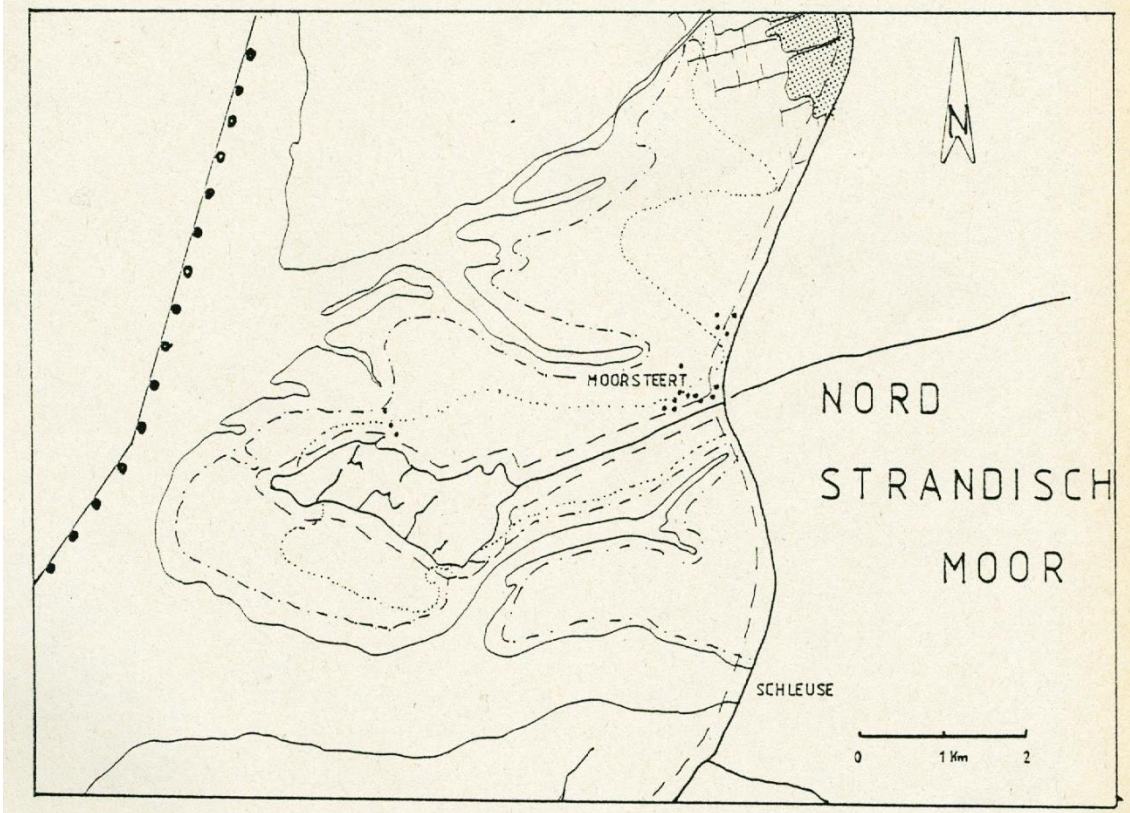 N
MOORSTEERT
NORD
STRANDISCH
MOOR
SCHLEUSE
0 1 Km 2